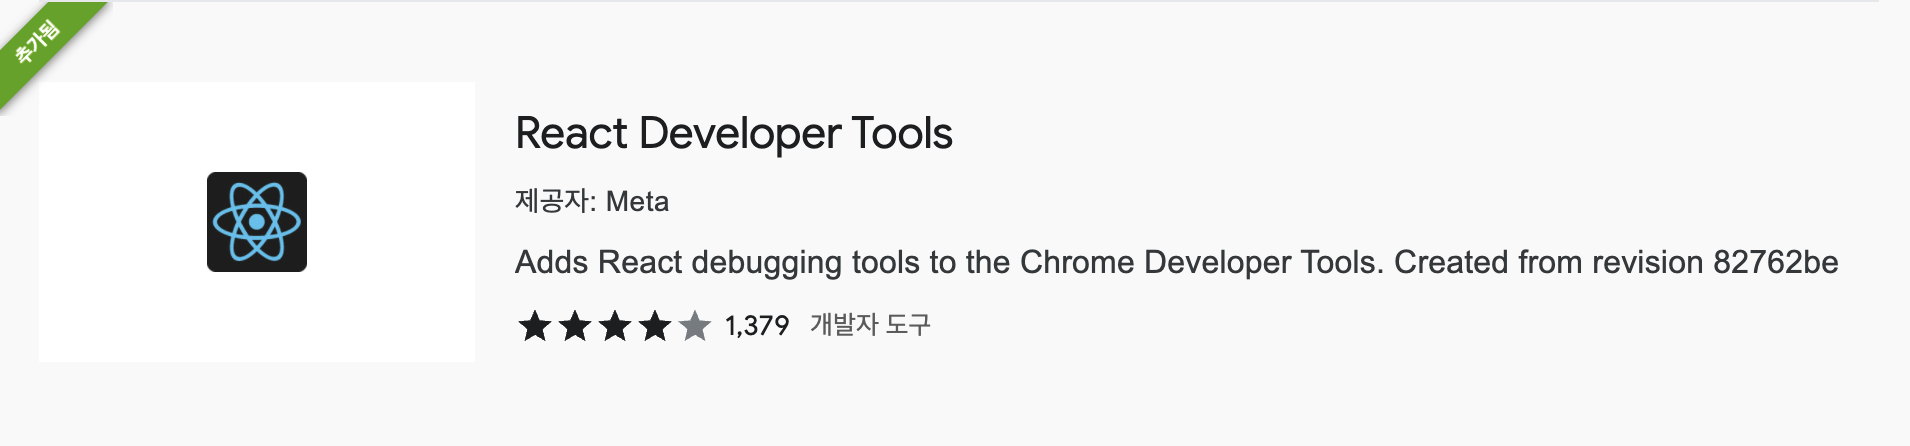 추가됨
React Developer Tools
제공자: Meta
Adds React debugging tools to the Chrome Developer Tools. Created from revision 82762be
1,379 개발자 도구